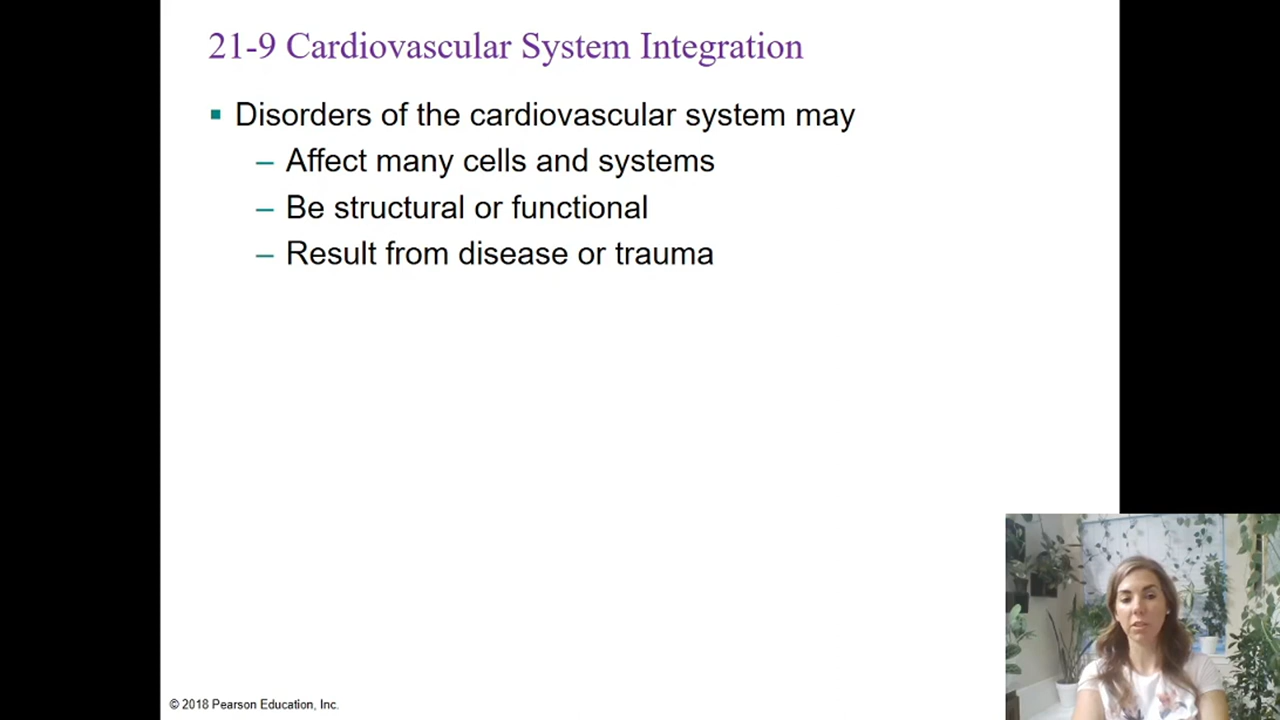 21-9 Cardiovascular System Integration
▪ Disorders of the cardiovascular system may
– Affect many cells and systems
– Be structural or functional
– Result from disease or trauma
© 2018 Pearson Education, Inc.